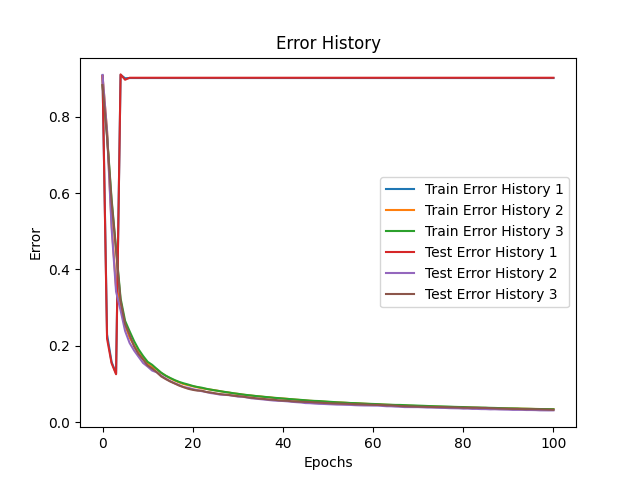 Error History
Error
0.8
0.6
0.4
0.2
0.0
Train Error History 1
Train Error History 2
Train Error History 3
Test Error History 1
Test Error History 2
Test Error History 3
0 20 40 60 80 100
Epochs